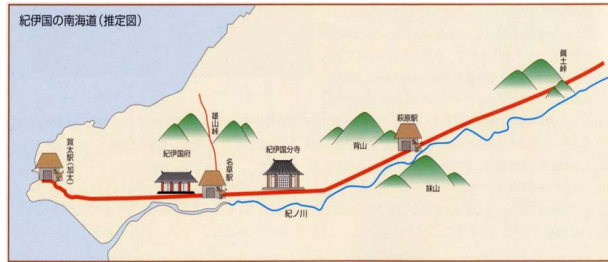 紀伊国の南海道(推定図)
真土峠
雄山峠
萩原駅
賀太駅(加太)
紀伊国府
名草駅
紀伊国分寺
背山
妹山
紀ノ川